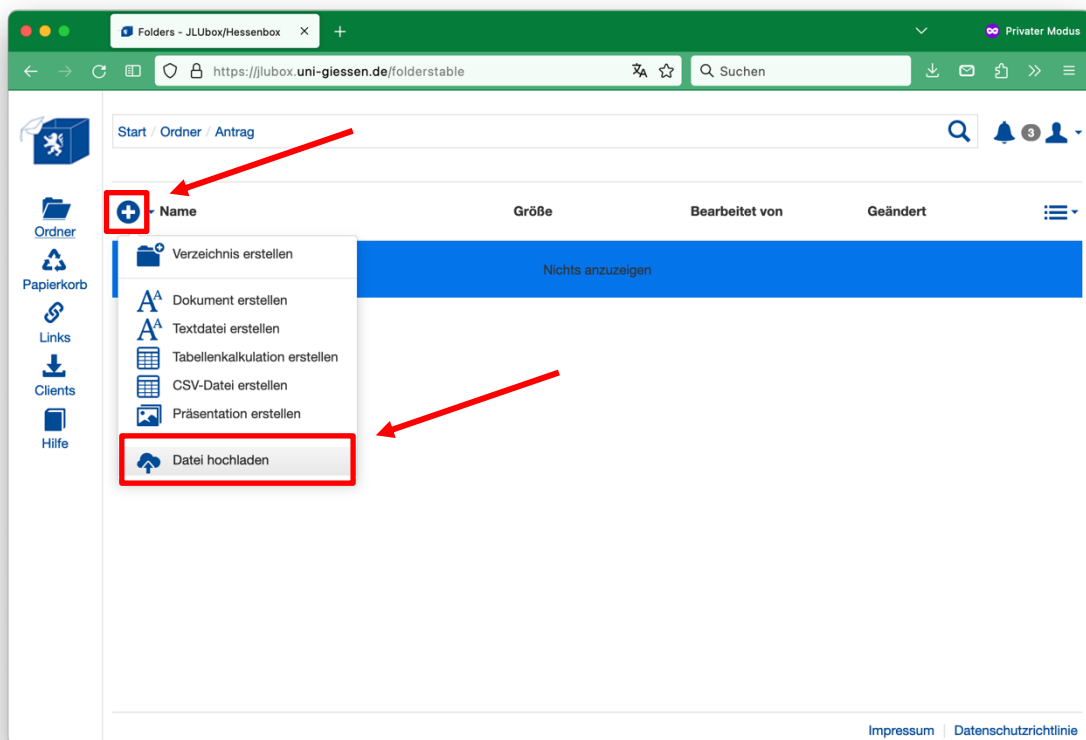 Folders - JLUbox/Hessenbox
Privater Modus
https://jlubox.uni-giessen.de/folderstable
Suchen
Start / Ordner / Antrag
3
Name Größe Bearbeitet von Geändert
Ordner
Papierkorb
Links
Clients
Hilfe
Verzeichnis erstellen
Nichts anzuzeigen
Dokument erstellen
Textdatei erstellen
Tabellenkalkulation erstellen
CSV-Datei erstellen
Präsentation erstellen
Datei hochladen
Impressum Datenschutzrichtlinie